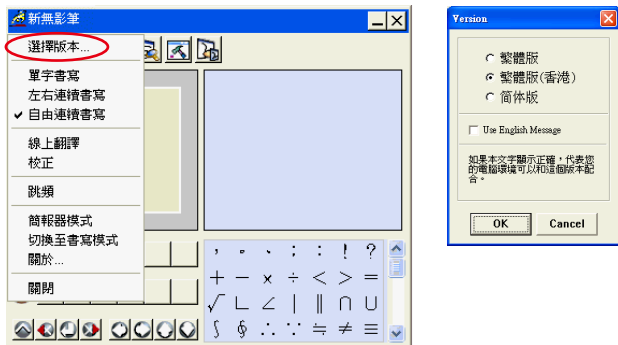 新無影筆
選擇版本...
單字書寫
左右連續書寫
自由連續書寫
線上翻譯
校正
跳頻
簡報器模式
切換至書寫模式
關於...
關閉
， 。 、 ； ： ！ ？
＋ － × ÷ ＜ ＞ ＝
√ ∟ ∠ ｜ ∥ ∩ ∪
∫ ∮ ∴ ∵ ≒ ≠ ≡
Version
繁體版
繁體版(香港)
简体版
Use English Message
如果本文字顯示正確，代表您
的電腦環境可以和這個版本配
合。
OK Cancel